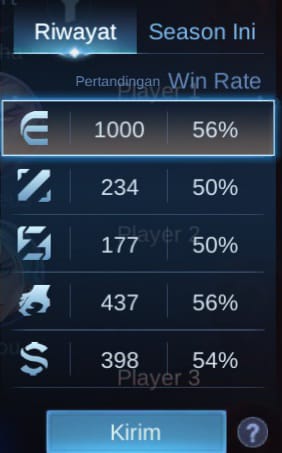 Riwayat Season Ini
Pertandingan Win Rate
Player 1
1000 56%
234 50%
177 50%
Player 2
437 56%
398 54%
Player 3
Kirim ?